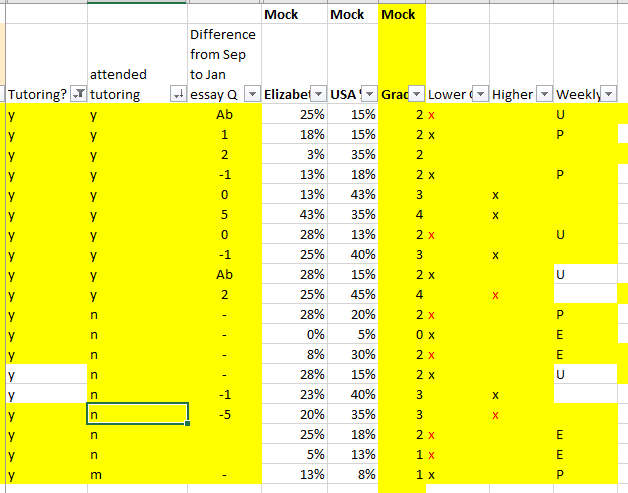 Mock Mock Mock
Difference
from Sep
attended to Jan
Tutoring? tutoring essay Q Elizabet USA Grac Lower Higher Weekly
y y Ab 25% 15% 2 x U
y y 1 18% 15% 2 x P
y y 2 3% 35% 2
y y -1 13% 18% 2 x P
y y 0 13% 43% 3 x
y y 5 43% 35% 4 x
y y 0 28% 13% 2 x U
y y -1 25% 40% 3 x
y y Ab 28% 15% 2 x U
y y 2 25% 45% 4 x
y n - 28% 20% 2 x P
y n - 0% 5% 0 x E
y n - 8% 30% 2 x E
y n - 28% 15% 2 x U
y n -1 23% 40% 3 x
y n -5 20% 35% 3 x
y n 25% 18% 2 x E
y n 5% 13% 1 x E
y m - 13% 8% 1 x P